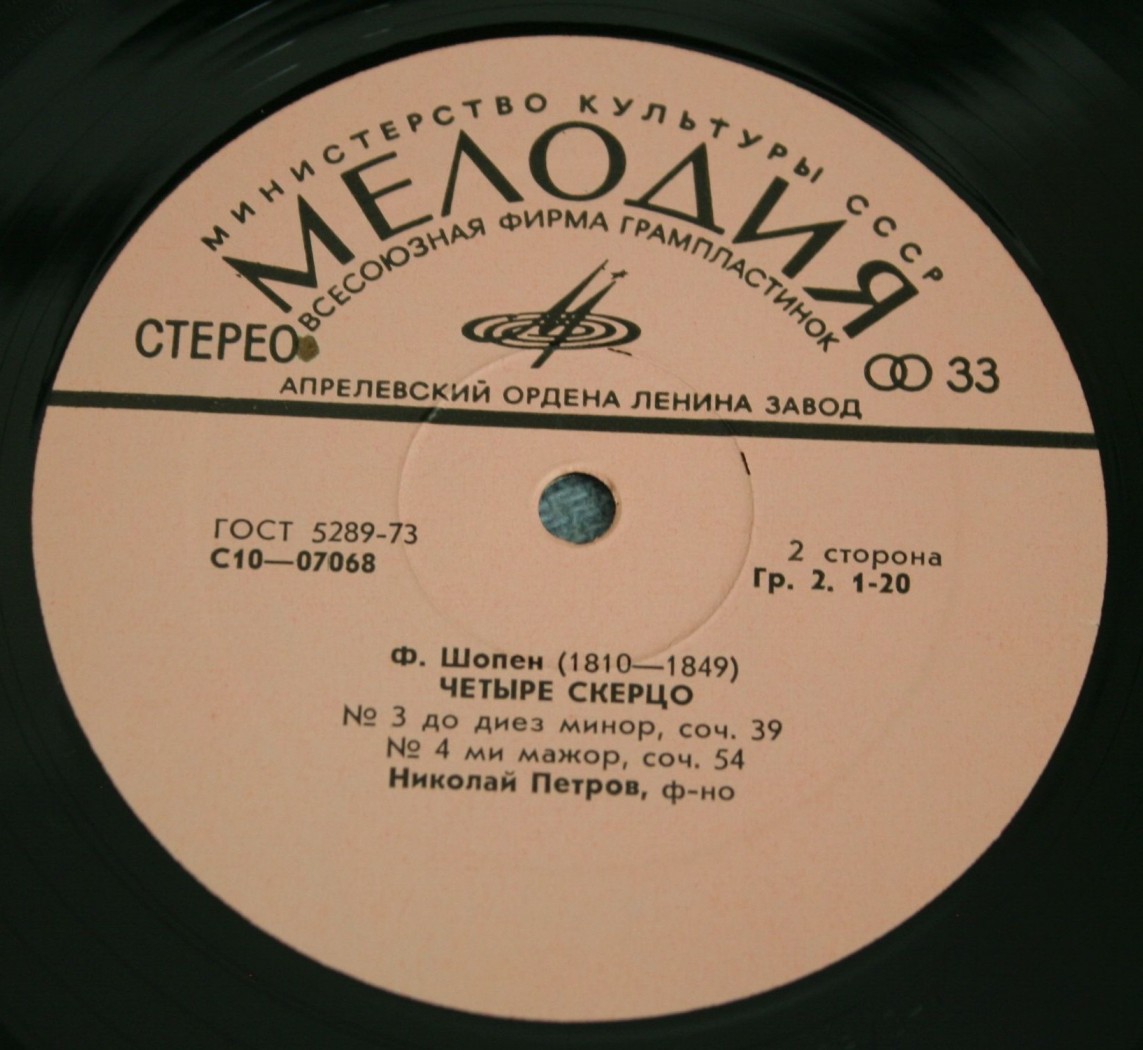 МИНИСТЕРСТВО КУЛЬТУРЫ СССР
МЕЛОДИЯ
ВСЕСОЮЗНАЯ ФИРМА ГРАМПЛАСТИНОК
СТЕРЕО
33
АПРЕЛЕВСКИЙ ОРДЕНА ЛЕНИНА ЗАВОД
ГОСТ 5289-73
С10—07068
2 сторона
Гр. 2. 1-20
Ф. Шопен (1810—1849)
ЧЕТЫРЕ СКЕРЦО
№ 3 до диез минор, соч. 39
№ 4 ми мажор, соч. 54
Николай Петров, ф-но